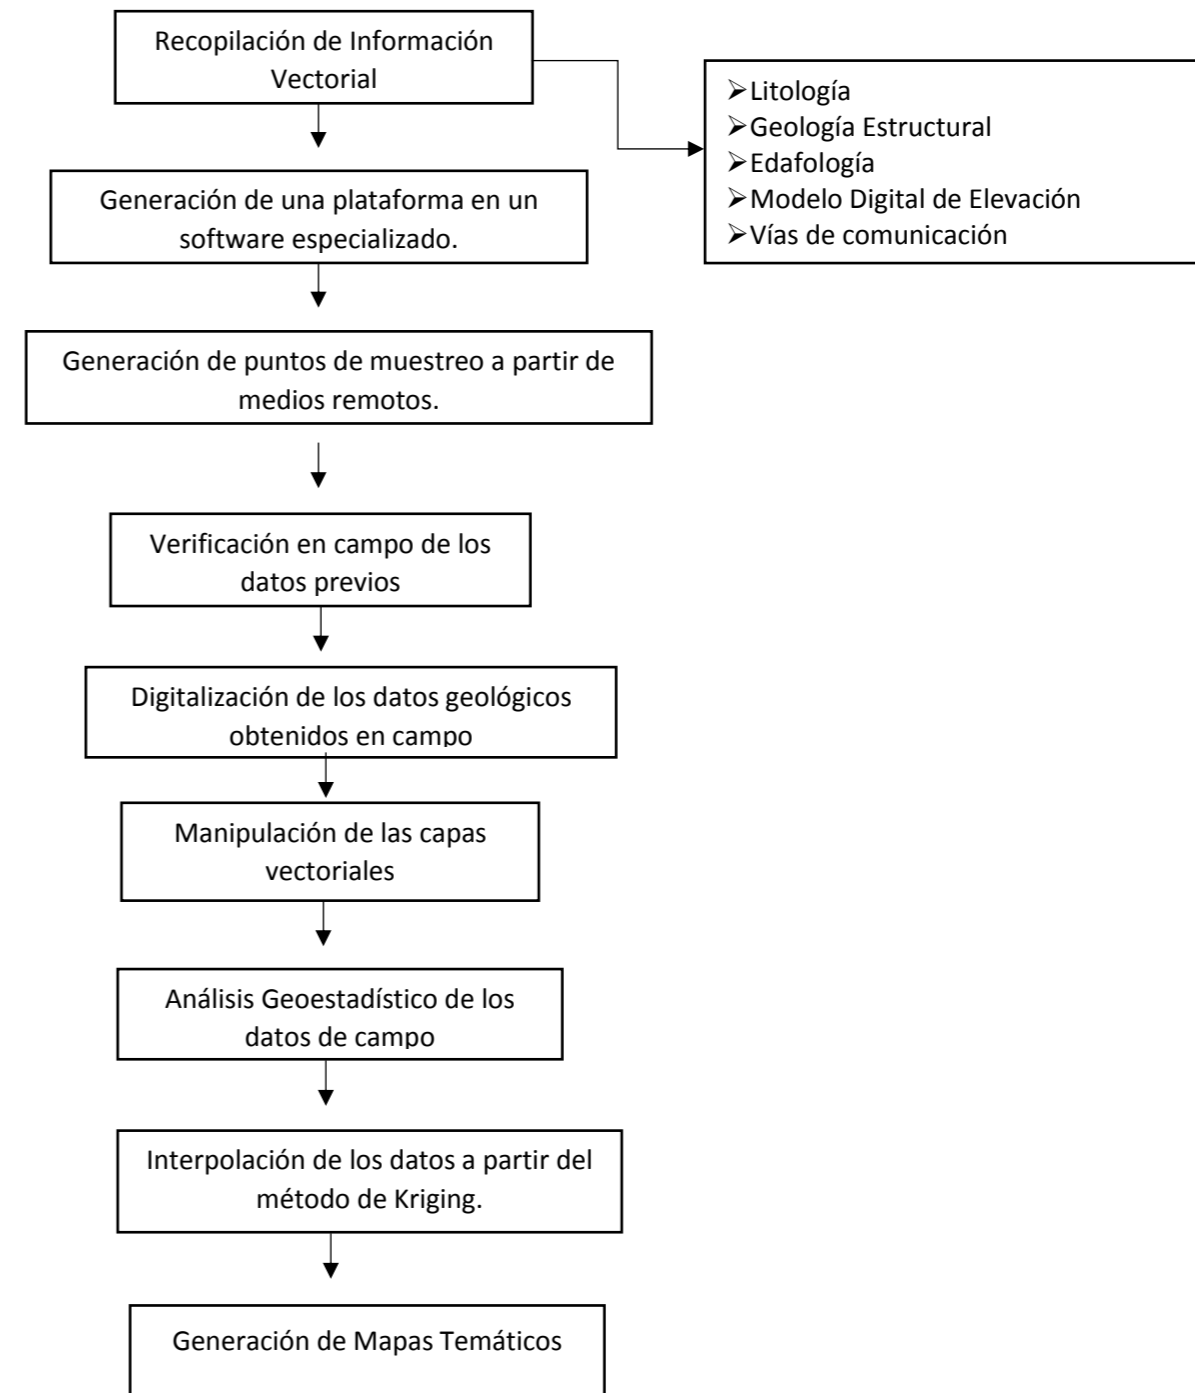 Recopilación de Información
Vectorial
➢Litología
➢Geología Estructural
➢Edafología
➢Modelo Digital de Elevación
➢Vías de comunicación
Generación de una plataforma en un
software especializado.
Generación de puntos de muestreo a partir de
medios remotos.
Verificación en campo de los
datos previos
Digitalización de los datos geológicos
obtenidos en campo
Manipulación de las capas
vectoriales
Análisis Geoestadístico de los
datos de campo
Interpolación de los datos a partir del
método de Kriging.
Generación de Mapas Temáticos